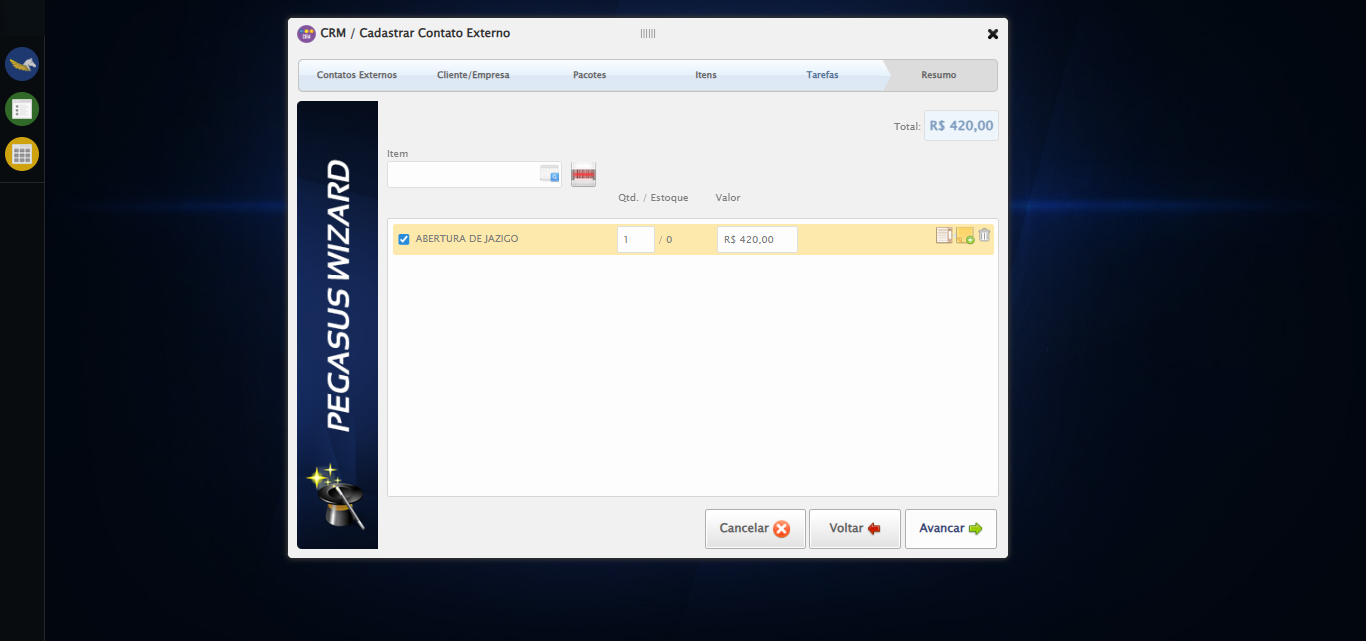 CRM / Cadastrar Contato Externo
Contatos Externos
Cliente/Empresa
Pacotes
Itens
Tarefas
Resumo
PEGASUS WIZARD
Total: R$ 420,00
Item
Qtd. / Estoque
Valor
ABERTURA DE JAZIGO
1 / 0
R$ 420,00
Cancelar
Voltar
Avancar